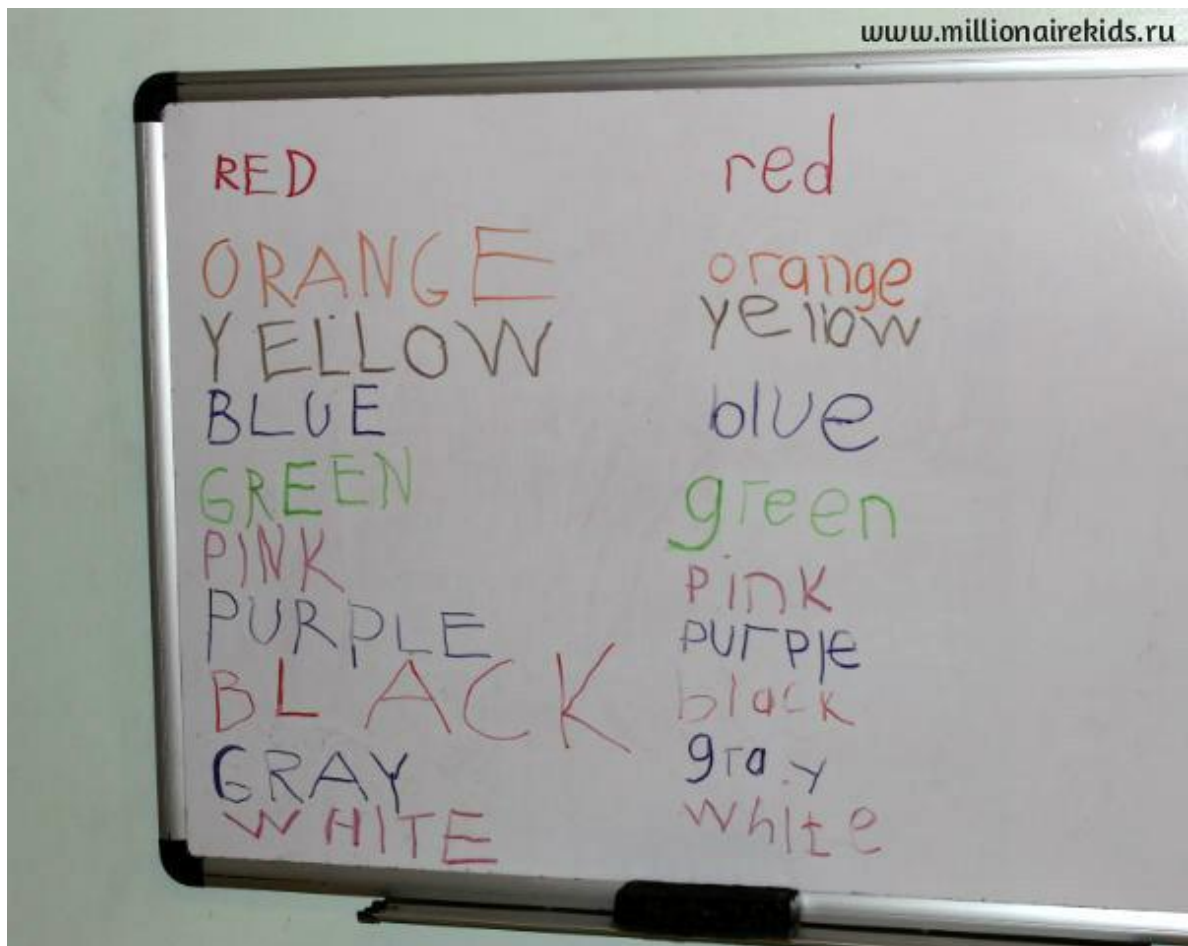 www.millionairekids.ru
RED red
ORANGE orange
YELLOW yellow
BLUE blue
GREEN green
PINK pink
PURPLE purple
BLACK black
GRAY gray
WHITE white